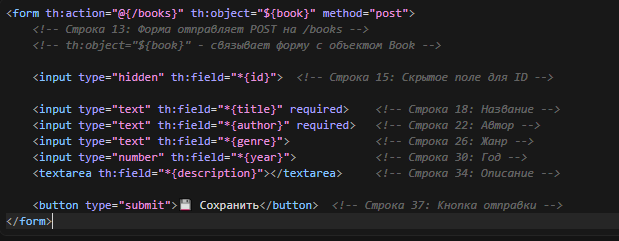 <form th:action="@{/books}" th:object="${book}" method="post">
<!-- Строка 13: Форма отправляет POST на /books -->
<!-- th:object="${book}" - связывает форму с объектом Book -->
<input type="hidden" th:field="*{id}">  <!-- Строка 15: Скрытое поле для ID -->
<input type="text" th:field="*{title}" required>    <!-- Строка 18: Название -->
<input type="text" th:field="*{author}" required>   <!-- Строка 22: Автор -->
<input type="text" th:field="*{genre}">             <!-- Строка 26: Жанр -->
<input type="number" th:field="*{year}">            <!-- Строка 30: Год -->
<textarea th:field="*{description}"></textarea>     <!-- Строка 34: Описание -->
<button type="submit">💾 Сохранить</button>  <!-- Строка 37: Кнопка отправки -->
</form>